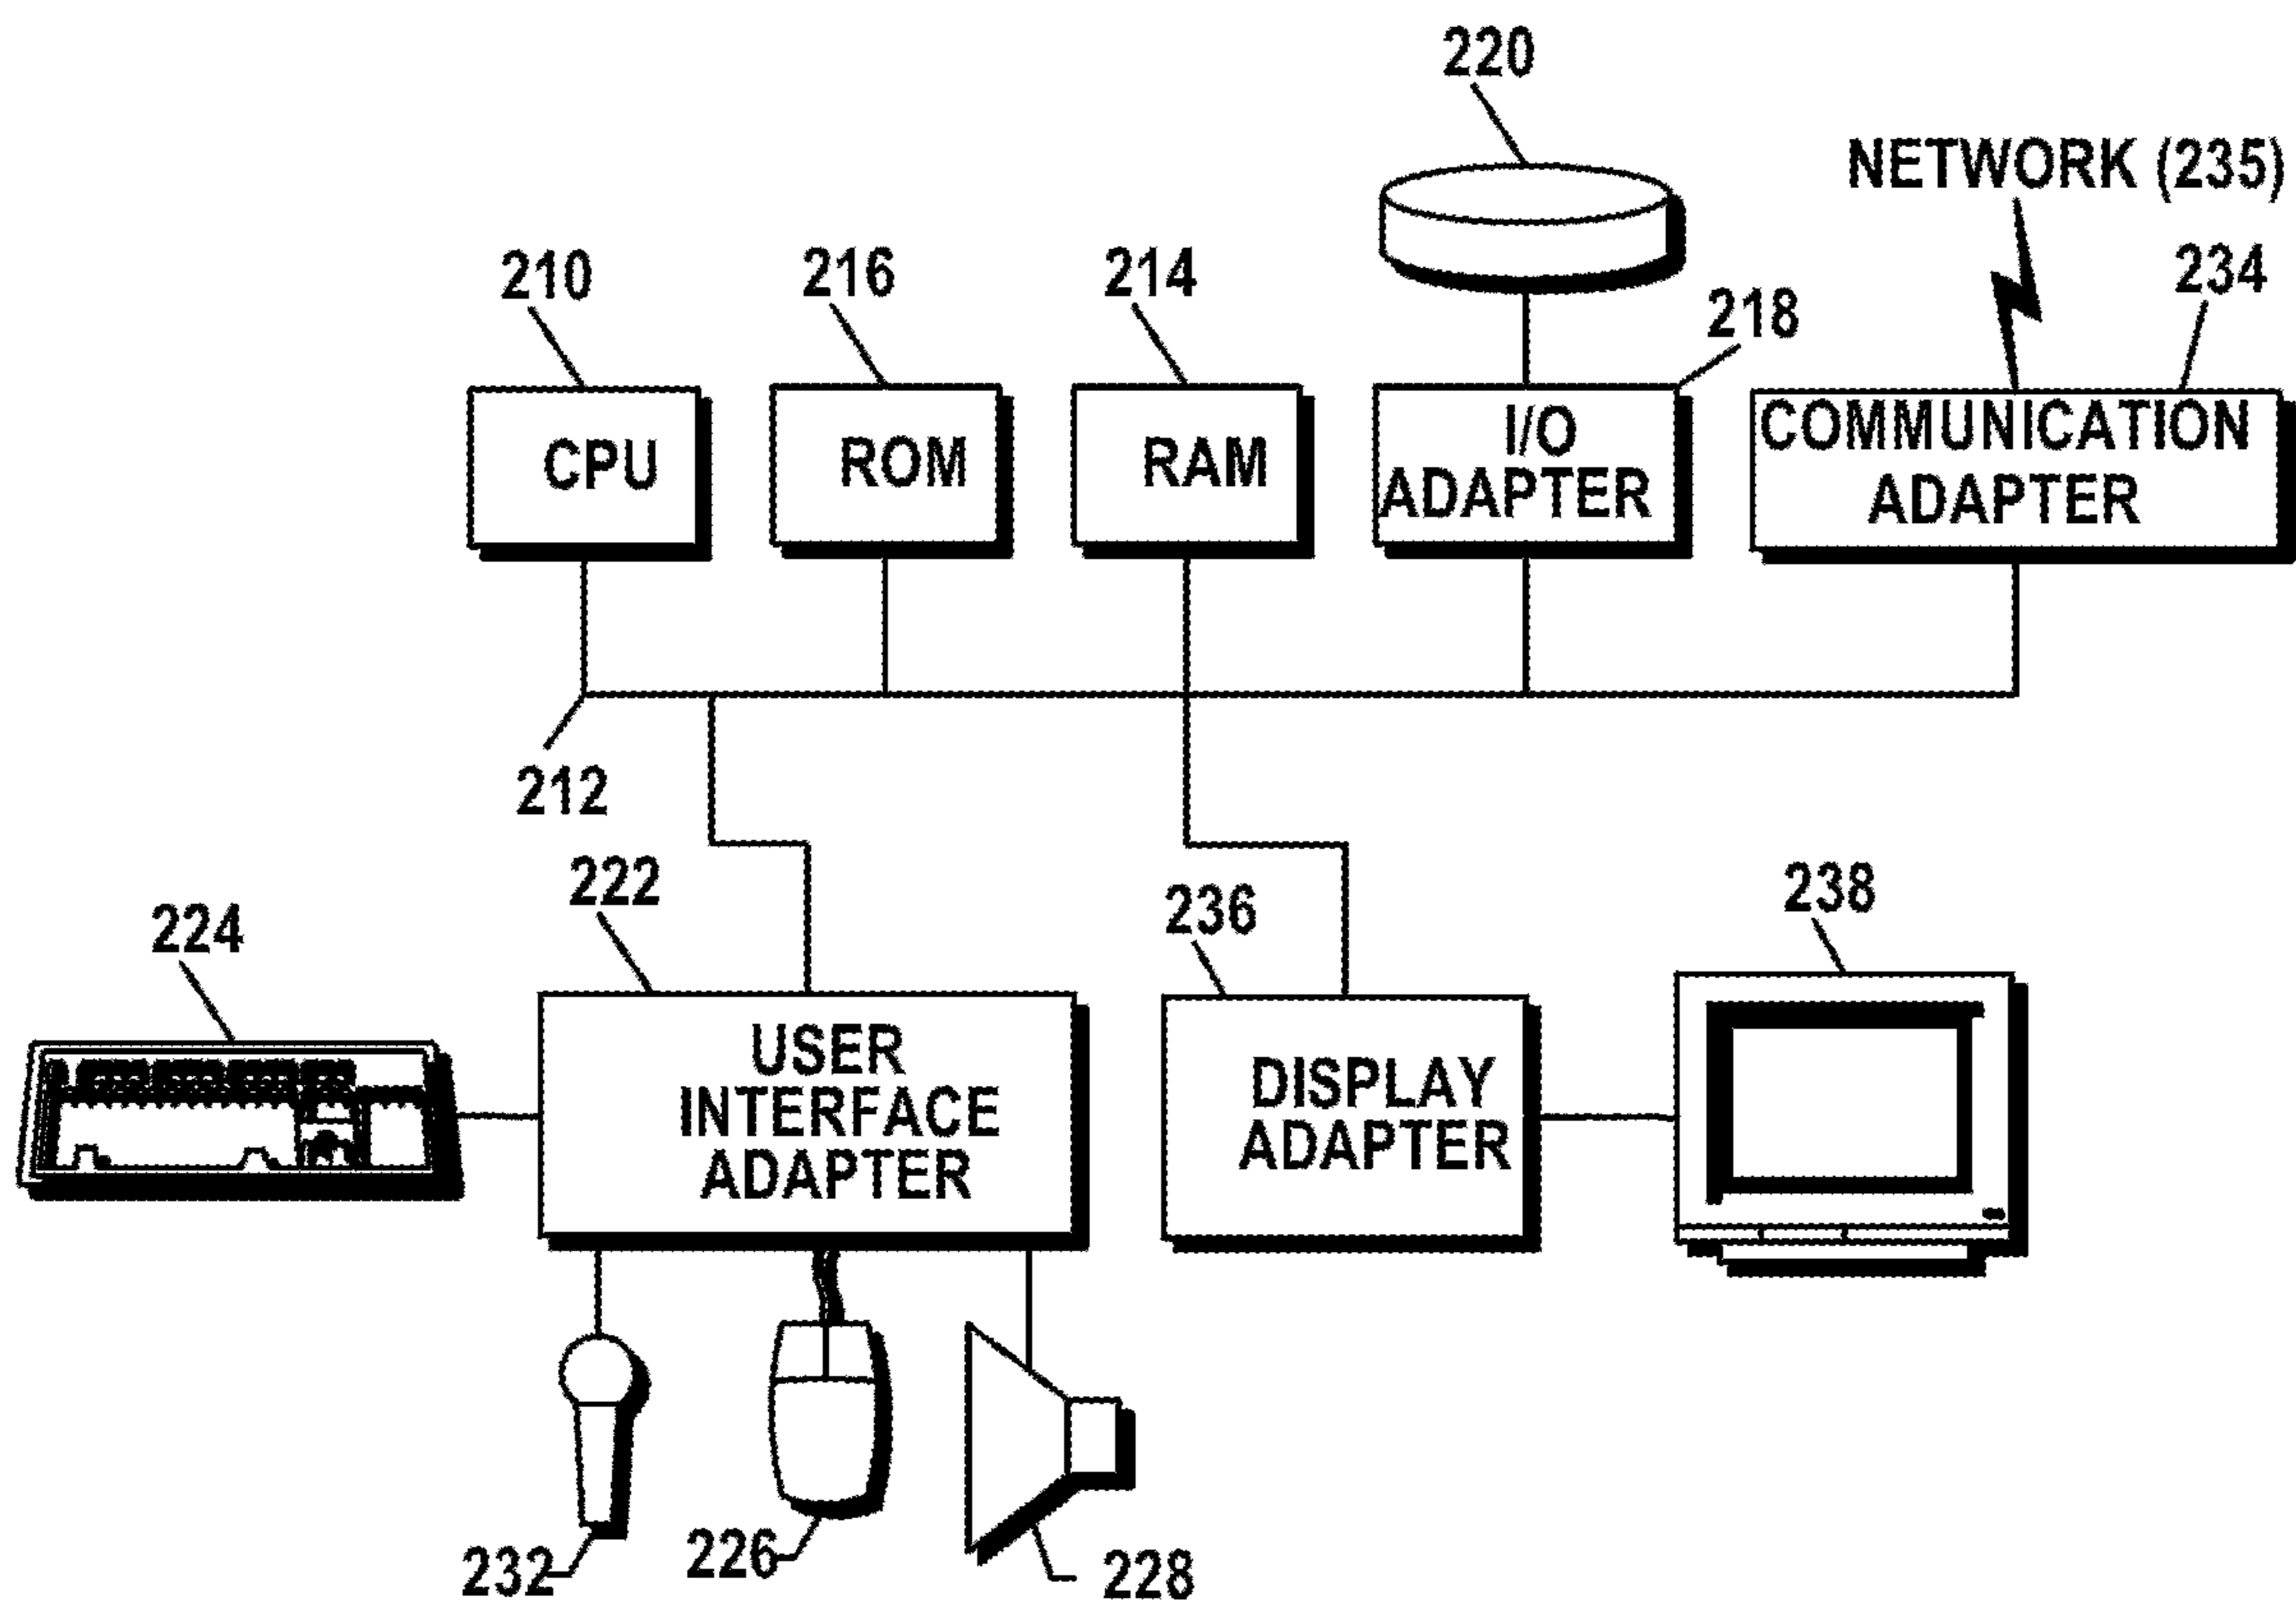 220
NETWORK (235)
210
216
214
234
218
CPU
ROM
RAM
I/O
ADAPTER
COMMUNICATION
ADAPTER
212
222
236
238
224
USER
INTERFACE
ADAPTER
DISPLAY
ADAPTER
232
226
228